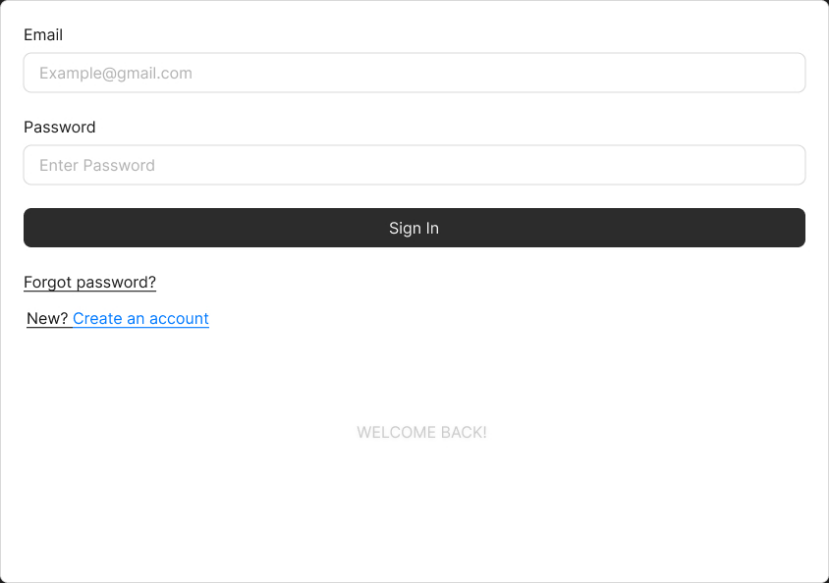 Email
Example@gmail.com
Password
Enter Password
Sign In
Forgot password?
New? Create an account
WELCOME BACK!